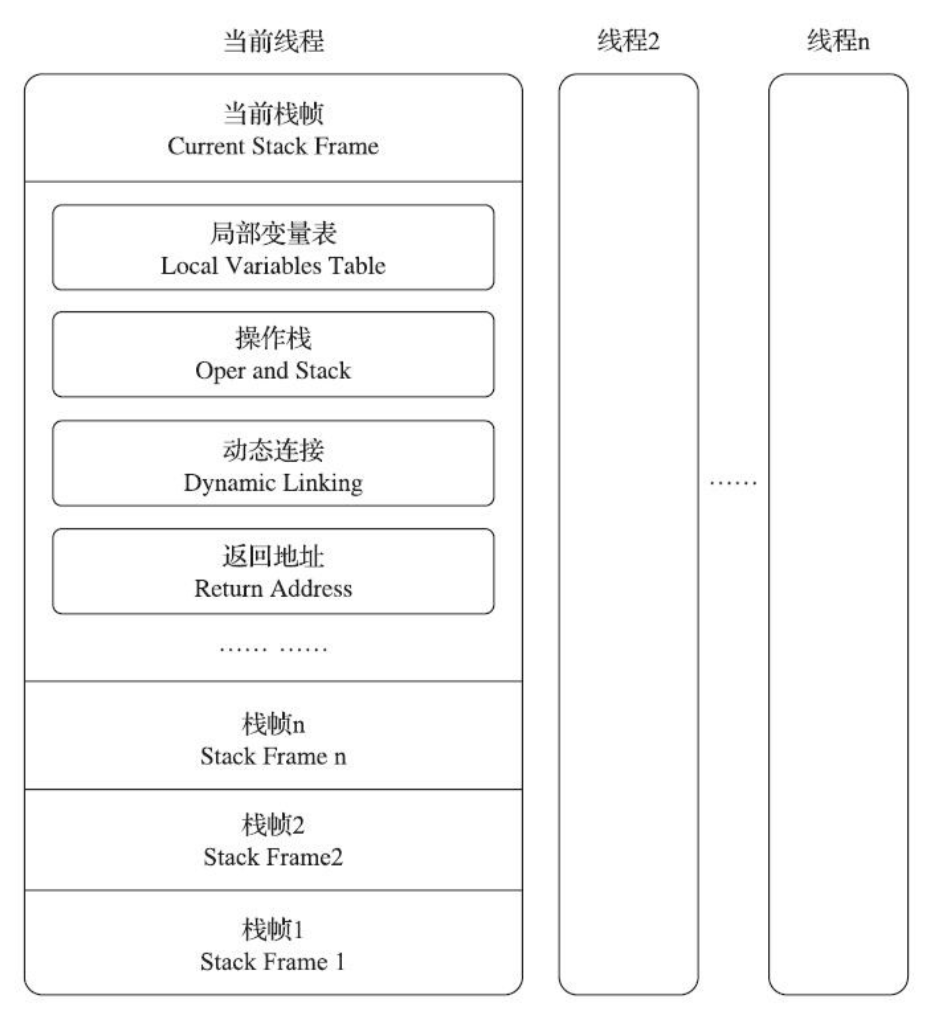 当前线程
线程2
线程n
当前栈帧
Current Stack Frame
局部变量表
Local Variables Table
操作栈
Oper and Stack
动态连接
Dynamic Linking
……
返回地址
Return Address
…… ……
栈帧n
Stack Frame n
栈帧2
Stack Frame2
栈帧1
Stack Frame 1